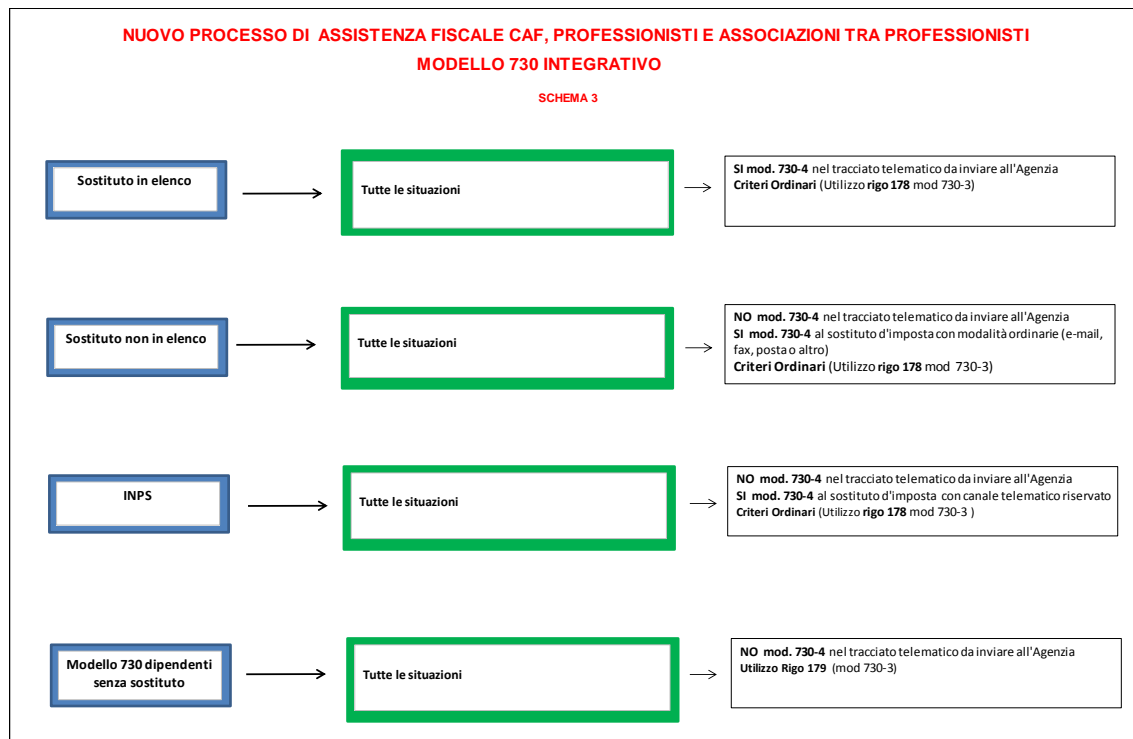 NUOVO PROCESSO DI ASSISTENZA FISCALE CAF, PROFESSIONISTI E ASSOCIAZIONI TRA PROFESSIONISTI
MODELLO 730 INTEGRATIVO
SCHEMA 3
Sostituto in elenco
Tutte le situazioni
SI mod. 730-4 nel tracciato telematico da inviare all'Agenzia
Criteri Ordinari (Utilizzo rigo 178 mod 730-3)
Sostituto non in elenco
Tutte le situazioni
NO mod. 730-4 nel tracciato telematico da inviare all'Agenzia
SI mod. 730-4 al sostituto d'imposta con modalità ordinarie (e-mail,
fax, posta o altro)
Criteri Ordinari (Utilizzo rigo 178 mod 730-3)
INPS
Tutte le situazioni
NO mod. 730-4 nel tracciato telematico da inviare all'Agenzia
SI mod. 730-4 al sostituto d'imposta con canale telematico riservato
Criteri Ordinari (Utilizzo rigo 178 mod 730-3 )
Modello 730 dipendenti
senza sostituto
Tutte le situazioni
NO mod. 730-4 nel tracciato telematico da inviare all'Agenzia
Utilizzo Rigo 179 (mod 730-3)